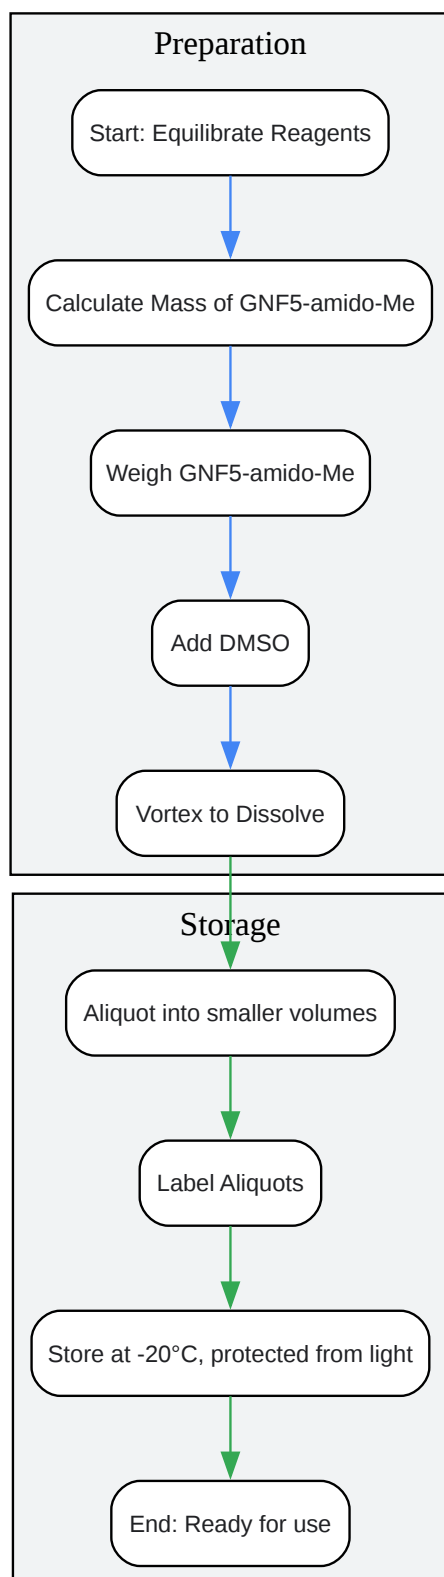 Preparation
Start: Equilibrate Reagents
Calculate Mass of GNF5-amido-Me
Weigh GNF5-amido-Me
Add DMSO
Vortex to Dissolve
Storage
Aliquot into smaller volumes
Label Aliquots
Store at -20°C, protected from light
End: Ready for use